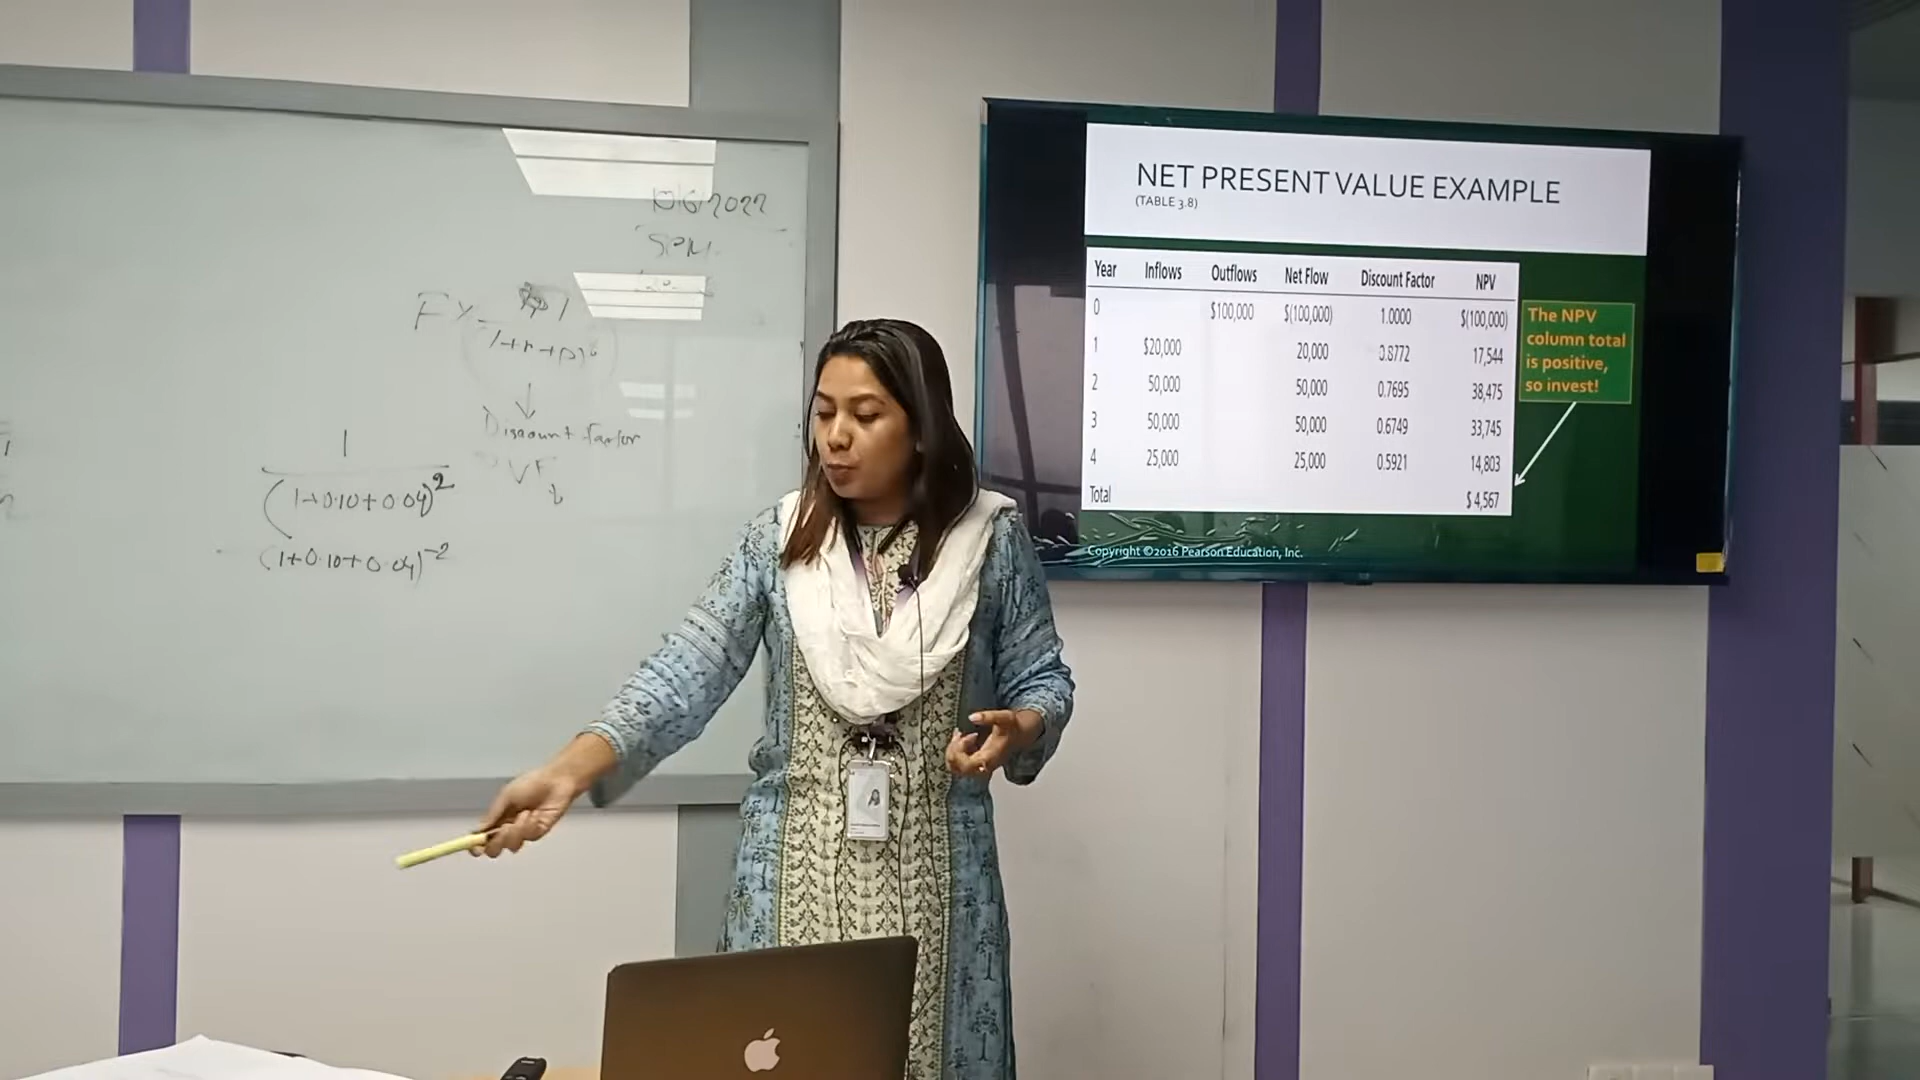 2022
SPM
1
1+r+p)t
Discount factor
1
(1+0.10+0.04)2
(1+0.10+0.04)-2
NET PRESENT VALUE EXAMPLE
(TABLE 3.8)
Year Inflows Outflows Net Flow Discount Factor NPV
0 $100,000 $(100,000) 1.0000 $(100,000)
1 $20,000 20,000 0.8772 17,544
2 50,000 50,000 0.7695 38,475
3 50,000 50,000 0.6749 33,745
4 25,000 25,000 0.5921 14,803
Total $ 4,567
The NPV
column total
is positive,
so invest!
Copyright ©2016 Pearson Education, Inc.